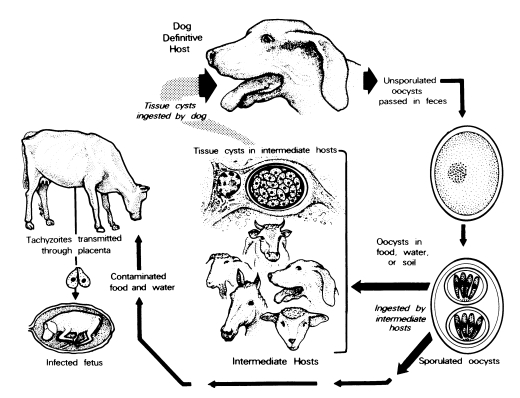 Dog
Definitive
Host
Unsporulated
oocysts
passed in feces
Tissue cysts
ingested by dog
Tissue cysts in intermediate hosts
Tachyzoites transmitted
through placenta
Contaminated
food and water
Oocysts in
food, water,
or soil
Ingested by
intermediate
hosts
Infected fetus
Intermediate Hosts
Sporulated oocysts